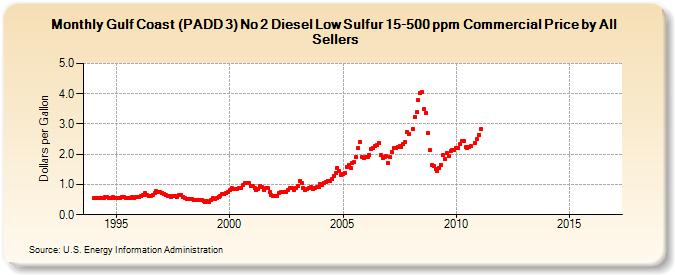 Monthly Gulf Coast (PADD 3) No 2 Diesel Low Sulfur 15-500 ppm Commercial Price by All
Sellers
Dollars per Gallon
5.0
4.0
3.0
2.0
1.0
0.0
1995 2000 2005 2010 2015
Source: U.S. Energy Information Administration